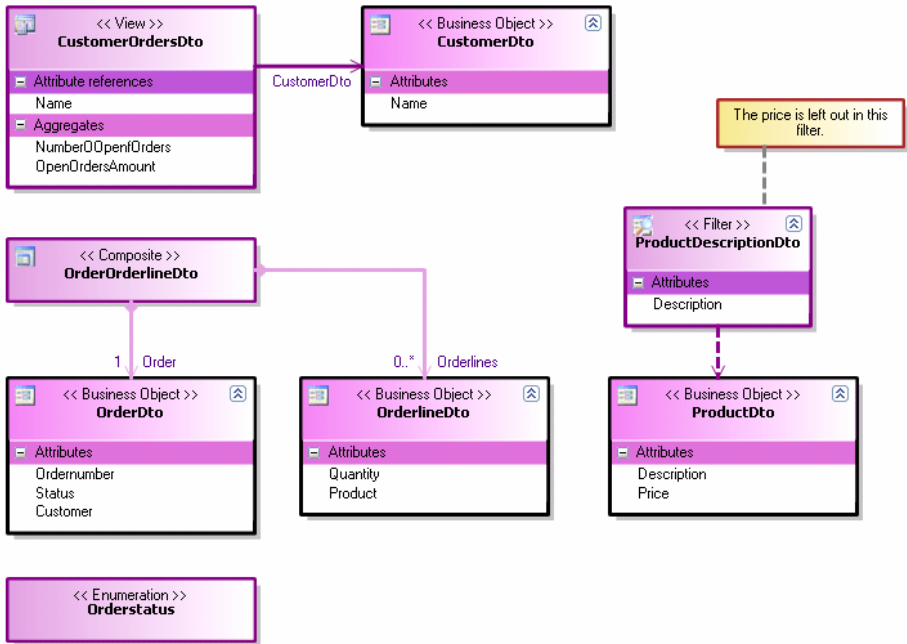 << View >>
CustomerOrdersDto
Attribute references
Name
Aggregates
NumberOOpenfOrders
OpenOrdersAmount
CustomerDto
<< Business Object >>
CustomerDto
Attributes
Name
The price is left out in this
filter.
<< Filter >>
ProductDescriptionDto
Attributes
Description
<< Composite >>
OrderOrderlineDto
1 Order
0..* Orderlines
<< Business Object >>
OrderDto
Attributes
Ordernumber
Status
Customer
<< Business Object >>
OrderlineDto
Attributes
Quantity
Product
<< Business Object >>
ProductDto
Attributes
Description
Price
<< Enumeration >>
Orderstatus